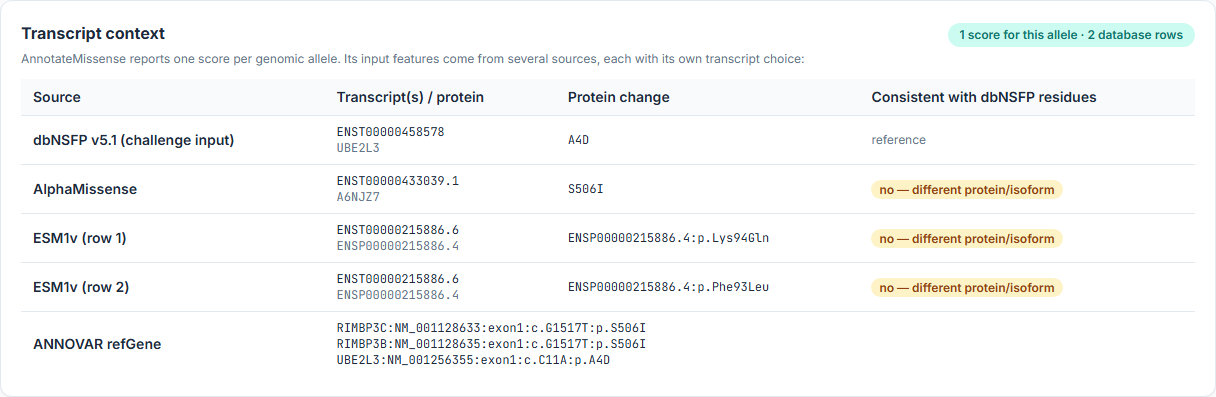 Transcript context
1 score for this allele · 2 database rows
AnnotateMissense reports one score per genomic allele. Its input features come from several sources, each with its own transcript choice:
Source Transcript(s) / protein Protein change Consistent with dbNSFP residues
dbNSFP v5.1 (challenge input) ENST00000458578 A4D reference
UBE2L3
AlphaMissense ENST00000433039.1 S506I no — different protein/isoform
A6NJZ7
ESM1v (row 1) ENST00000215886.6 ENSP00000215886.4:p.Lys94Gln no — different protein/isoform
ENSP00000215886.4
ESM1v (row 2) ENST00000215886.6 ENSP00000215886.4:p.Phe93Leu no — different protein/isoform
ENSP00000215886.4
ANNOVAR refGene RIMBP3C:NM_001128633:exon1:c.G1517T:p.S506I
RIMBP3B:NM_001128635:exon1:c.G1517T:p.S506I
UBE2L3:NM_001256355:exon1:c.C11A:p.A4D